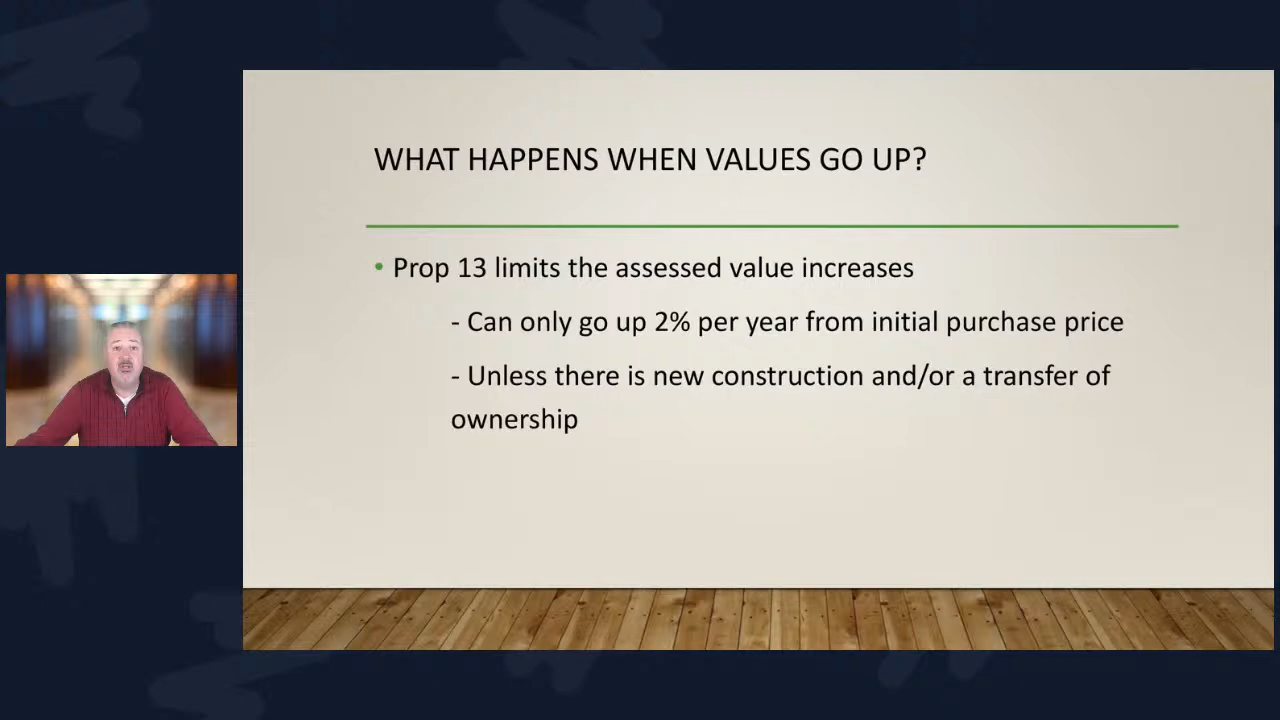 WHAT HAPPENS WHEN VALUES GO UP?
• Prop 13 limits the assessed value increases
- Can only go up 2% per year from initial purchase price
- Unless there is new construction and/or a transfer of
ownership